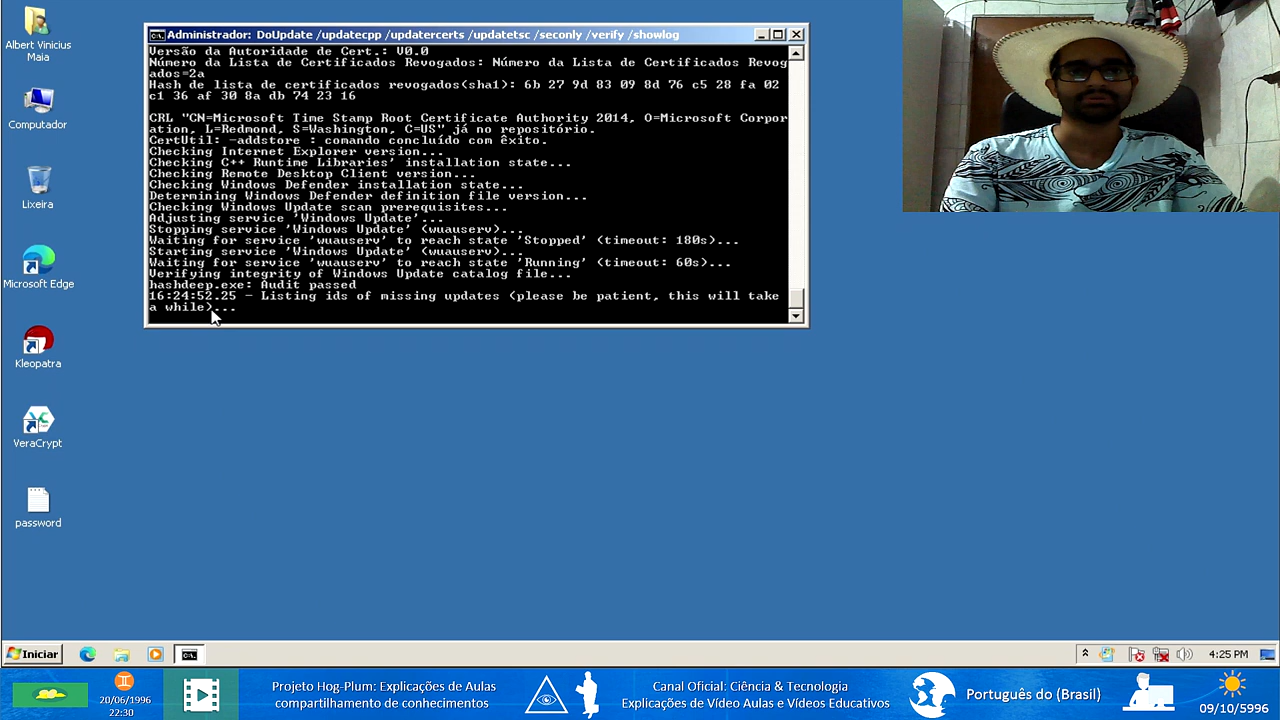 Albert Vinicius
Maia
Computador
Lixeira
Microsoft Edge
Kleopatra
VeraCrypt
password
Administrador: DoUpdate /updatecpp /updatercerts /updatetsc /seconly /verify /showlog
Versão da Autoridade de Cert.: V0.0
Número da Lista de Certificados Revogados: Número da Lista de Certificados Revog
ados=2a
Hash de lista de certificados revogados(sha1): 6b 27 9d 83 09 8d 76 c5 28 fa 02
c1 36 af 30 8a db 74 23 16
CRL "CN=Microsoft Time Stamp Root Certificate Authority 2014, O=Microsoft Corpor
ation, L=Redmond, S=Washington, C=US" já no repositório.
CertUtil: -addstore : comando concluído com êxito.
Checking Internet Explorer version...
Checking C++ Runtime Libraries' installation state...
Checking Remote Desktop Client version...
Checking Windows Defender installation state...
Determining Windows Defender definition file version...
Checking Windows Update scan prerequisites...
Adjusting service 'Windows Update'...
Stopping service 'Windows Update' (wuauserv)...
Waiting for service 'wuauserv' to reach state 'Stopped' (timeout: 180s)...
Starting service 'Windows Update' (wuauserv)...
Waiting for service 'wuauserv' to reach state 'Running' (timeout: 60s)...
Verifying integrity of Windows Update catalog file...
hashdeep.exe: Audit passed
16:24:52.25 - Listing ids of missing updates (please be patient, this will take
a while)...
Iniciar
4:25 PM
20/06/1996
22:30
Projeto Hog-Plum: Explicações de Aulas
compartilhamento de conhecimentos
Canal Oficial: Ciência & Tecnologia
Explicações de Vídeo Aulas e Vídeos Educativos
Português do (Brasil)
09/10/5996